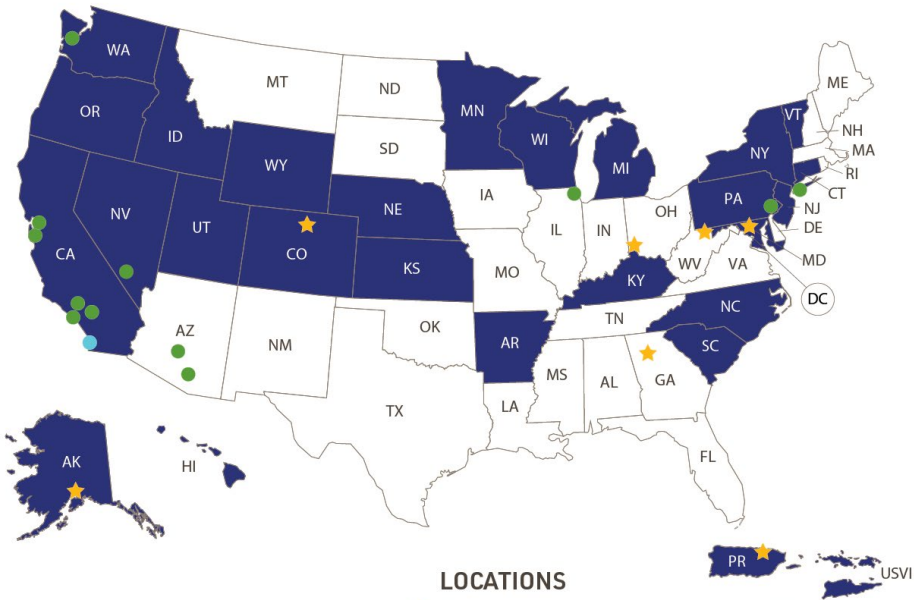 WA
MT
ND
ME
OR
MN
VT
ID
WI
SD
NH
NY
MA
WY
MI
RI
CT
IA
PA
NE
NV
NJ
UT
IL
IN
OH
DE
CA
CO
KS
MO
WV
VA
MD
KY
DC
NC
AZ
OK
TN
NM
AR
SC
MS
AL
GA
TX
LA
FL
AK
HI
PR
USVI
LOCATIONS